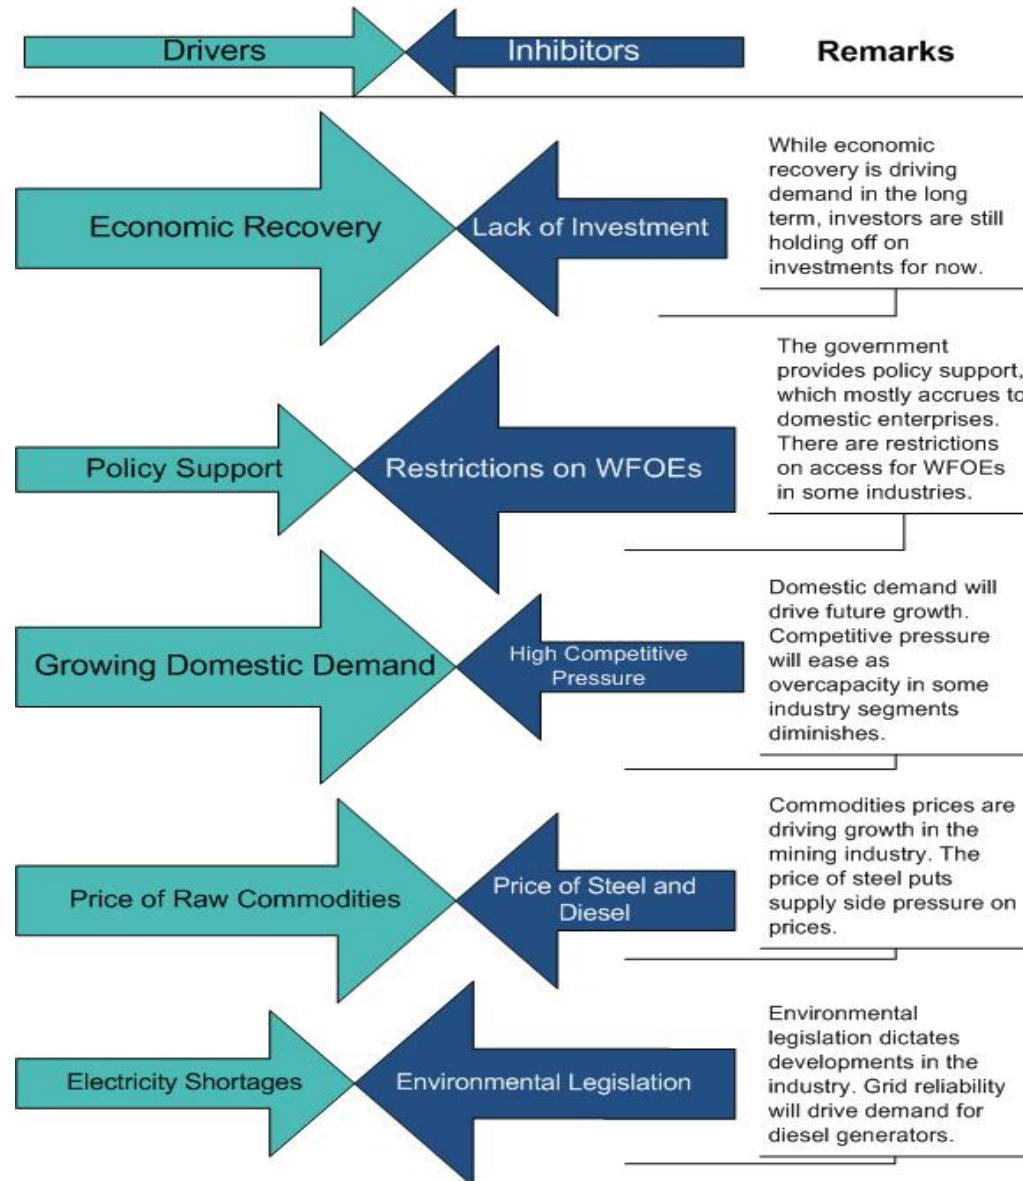 Drivers
Inhibitors
Remarks
Economic Recovery
Lack of Investment
While economic
recovery is driving
demand in the long
term, investors are still
holding off on
investments for now.
Policy Support
Restrictions on WFOEs
The government
provides policy support,
which mostly accrues to
domestic enterprises.
There are restrictions
on access for WFOEs
in some industries.
Growing Domestic Demand
High Competitive
Pressure
Domestic demand will
drive future growth.
Competitive pressure
will ease as
overcapacity in some
industry segments
diminishes.
Price of Raw Commodities
Price of Steel and
Diesel
Commodities prices are
driving growth in the
mining industry. The
price of steel puts
supply side pressure on
prices.
Electricity Shortages
Environmental Legislation
Environmental
legislation dictates
developments in the
industry. Grid reliability
will drive demand for
diesel generators.